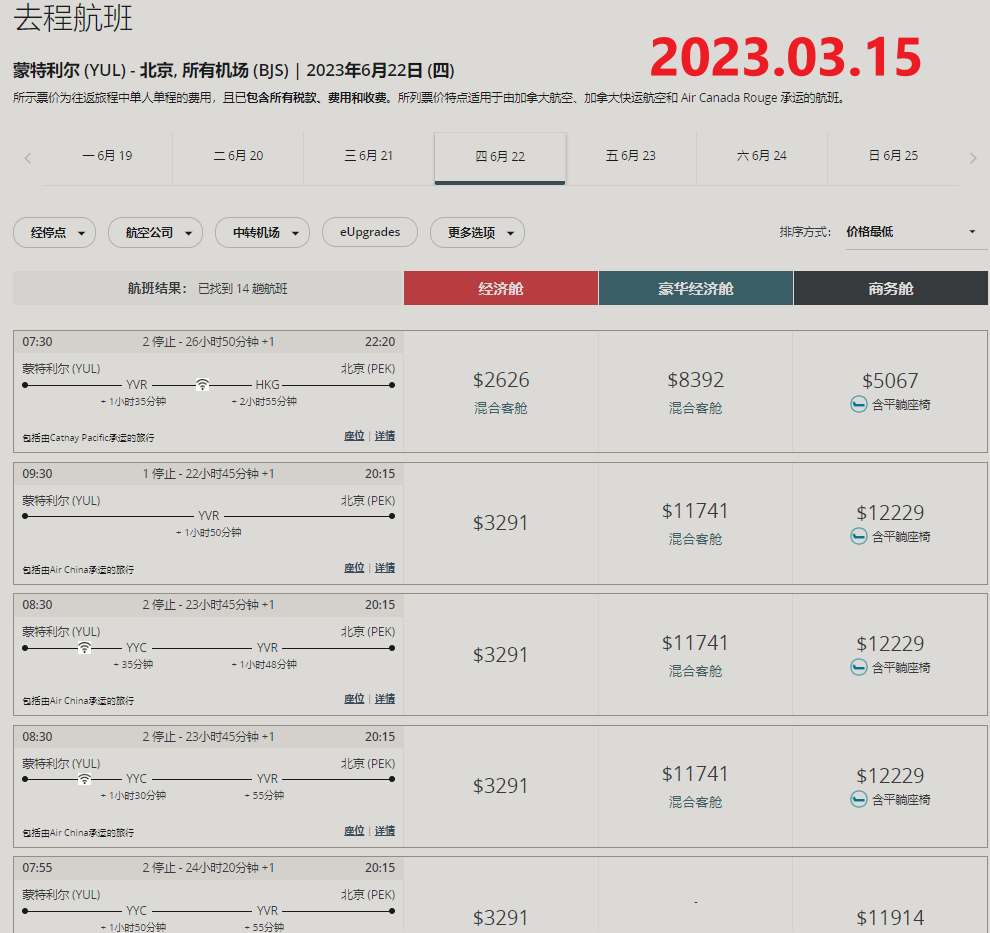 去程航班
2023.03.15
蒙特利尔 (YUL) - 北京, 所有机场 (BJS) | 2023年6月22日 (四)
所示票价为往返旅程中单人单程的费用，且已包含所有税款、费用和收费。所列票价特点适用于由加拿大航空、加拿大快运航空和 Air Canada Rouge 承运的航班。
一 6月 19 二 6月 20 三 6月 21 四 6月 22 五 6月 23 六 6月 24 日 6月 25
经停点 航空公司 中转机场 eUpgrades 更多选项 排序方式: 价格最低
航班结果: 已找到 14 趟航班 经济舱 豪华经济舱 商务舱
07:30 2 停止 - 26小时50分钟 +1 22:20
蒙特利尔 (YUL) 北京 (PEK)
YVR HKG
+ 1小时35分钟 + 2小时55分钟
$2626 $8392 $5067
混合客舱 混合客舱 含平躺座椅
包括由Cathay Pacific承运的旅行 座位 | 详情
09:30 1 停止 - 22小时45分钟 +1 20:15
蒙特利尔 (YUL) 北京 (PEK)
YVR
+ 1小时50分钟
$3291 $11741 $12229
混合客舱 含平躺座椅
包括由Air China承运的旅行 座位 | 详情
08:30 2 停止 - 23小时45分钟 +1 20:15
蒙特利尔 (YUL) 北京 (PEK)
YYC YVR
+ 35分钟 + 1小时48分钟
$3291 $11741 $12229
混合客舱 含平躺座椅
包括由Air China承运的旅行 座位 | 详情
08:30 2 停止 - 23小时45分钟 +1 20:15
蒙特利尔 (YUL) 北京 (PEK)
YYC YVR
+ 1小时30分钟 + 55分钟
$3291 $11741 $12229
混合客舱 含平躺座椅
包括由Air China承运的旅行 座位 | 详情
07:55 2 停止 - 24小时20分钟 +1 20:15
蒙特利尔 (YUL) 北京 (PEK)
YYC YVR
+ 1小时50分钟 + 55分钟
$3291 - $11914